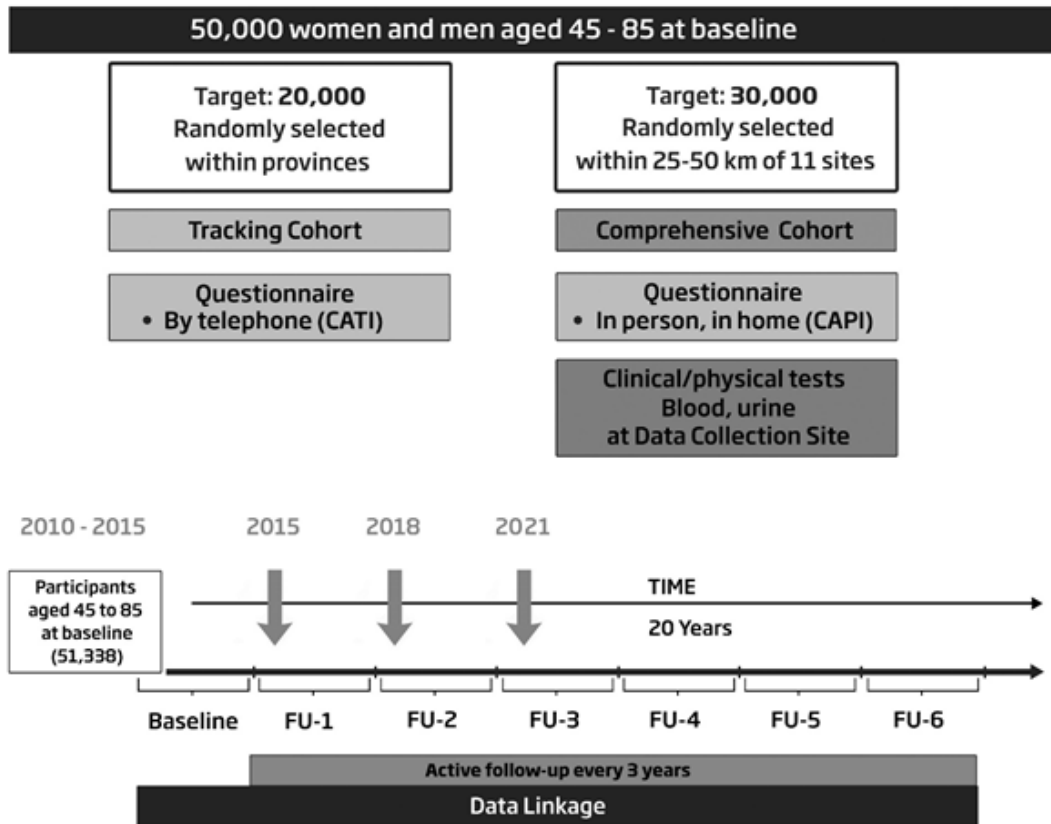 50,000 women and men aged 45 - 85 at baseline
Target: 20,000
Randomly selected
within provinces
Target: 30,000
Randomly selected
within 25-50 km of 11 sites
Tracking Cohort
Comprehensive Cohort
Questionnaire
• By telephone (CATI)
Questionnaire
• In person, in home (CAPI)
Clinical/physical tests
Blood, urine
at Data Collection Site
2010 - 2015
2015
2018
2021
Participants
aged 45 to 85
at baseline
(51,338)
TIME
20 Years
Baseline
FU-1
FU-2
FU-3
FU-4
FU-5
FU-6
Active follow-up every 3 years
Data Linkage